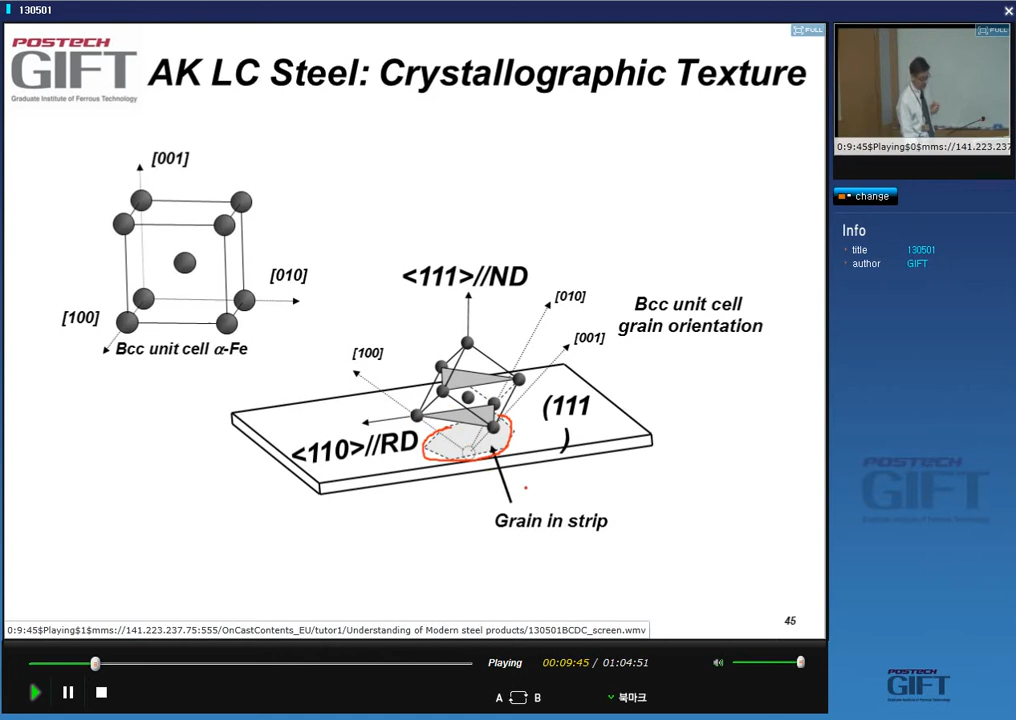 130501
POSTECH
GIFT
Graduate Institute of Ferrous Technology
AK LC Steel: Crystallographic Texture
FULL
[001]
[010]
[100]
Bcc unit cell α-Fe
<111>//ND
[010]
[001]
[100]
Bcc unit cell
grain orientation
(111
)
<110>//RD
Grain in strip
45
0:9:45$Playing$1$mms://141.223.237.75:555/OnCastContents_EU/tutor1/Understanding of Modern steel products/130501BCDC_screen.wmv
Playing
00:09:45 / 01:04:51
A
B
북마크
FULL
0:9:45$Playing$0$mms://141.223.237
change
Info
title
130501
author
GIFT
POSTECH
GIFT
POSTECH
GIFT